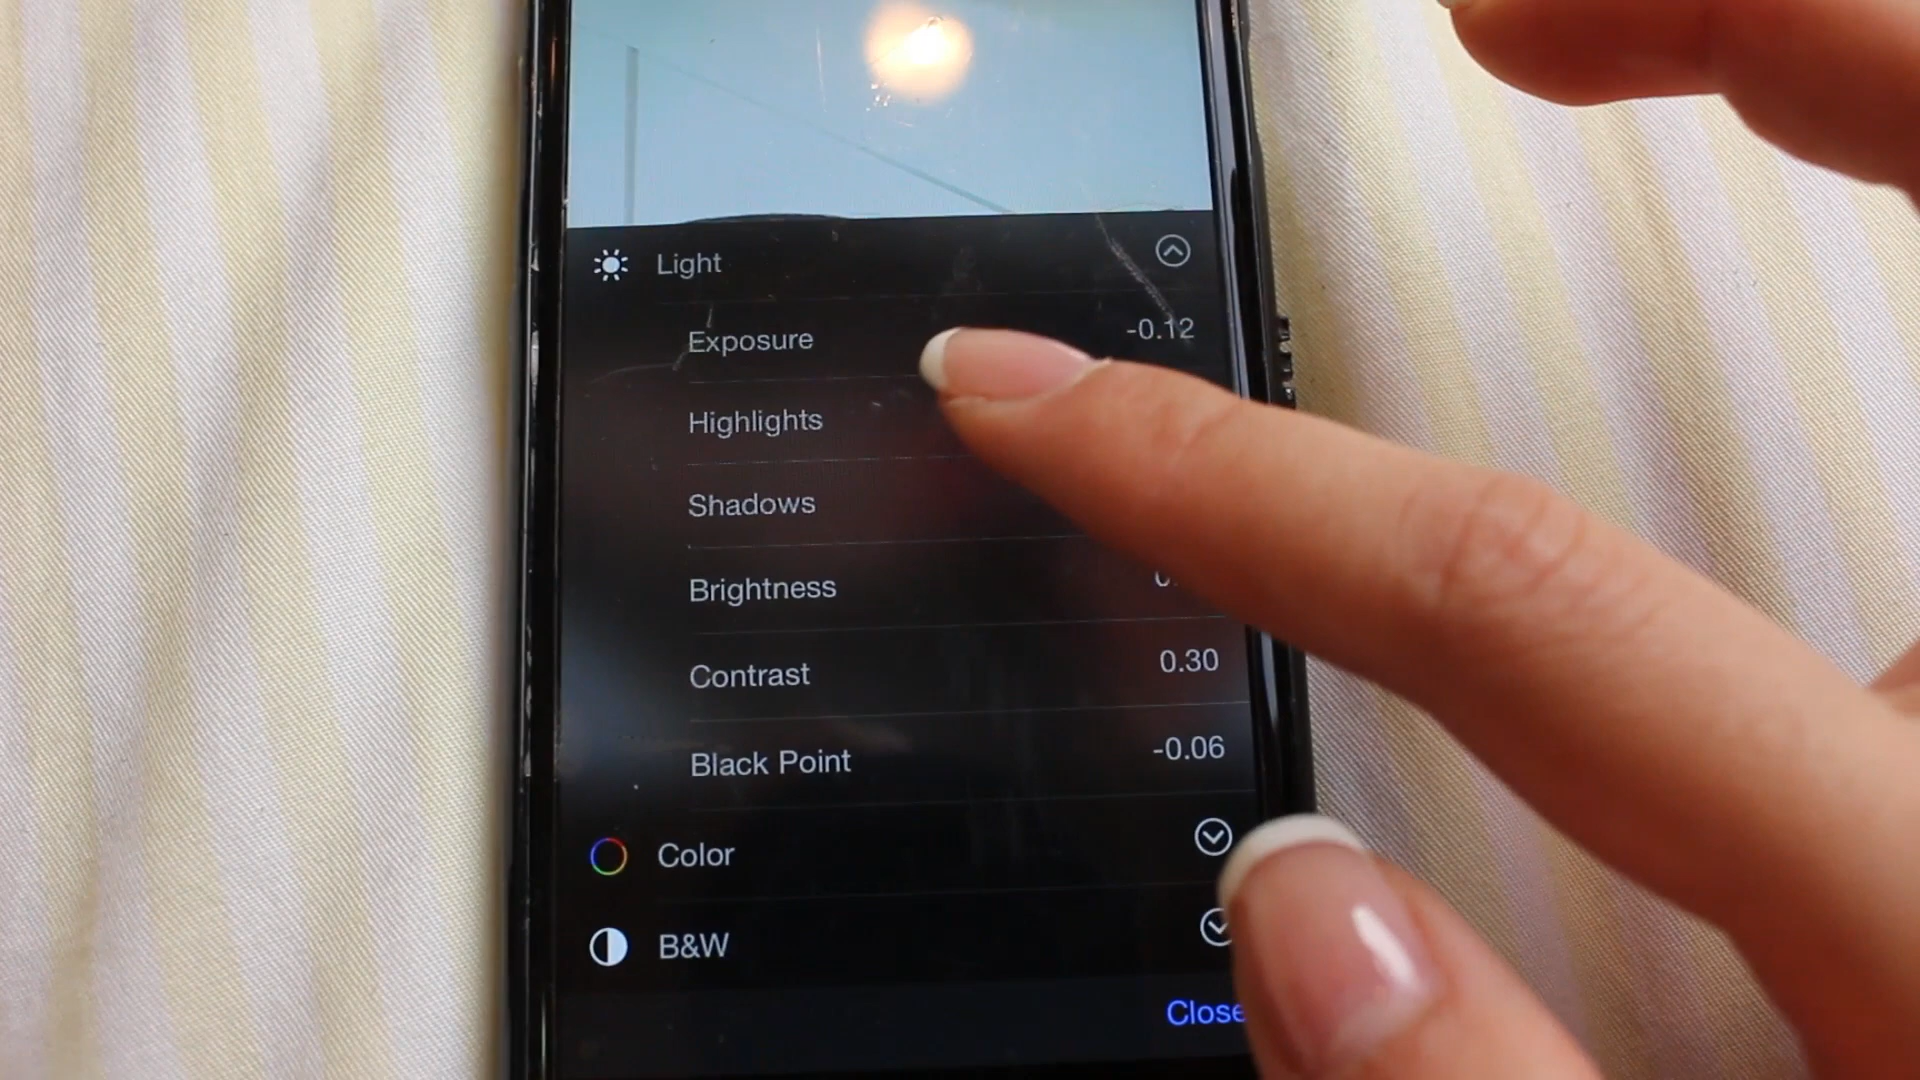 Light
Exposure -0.12
Highlights
Shadows
Brightness
Contrast 0.30
Black Point -0.06
Color
B&W
Close